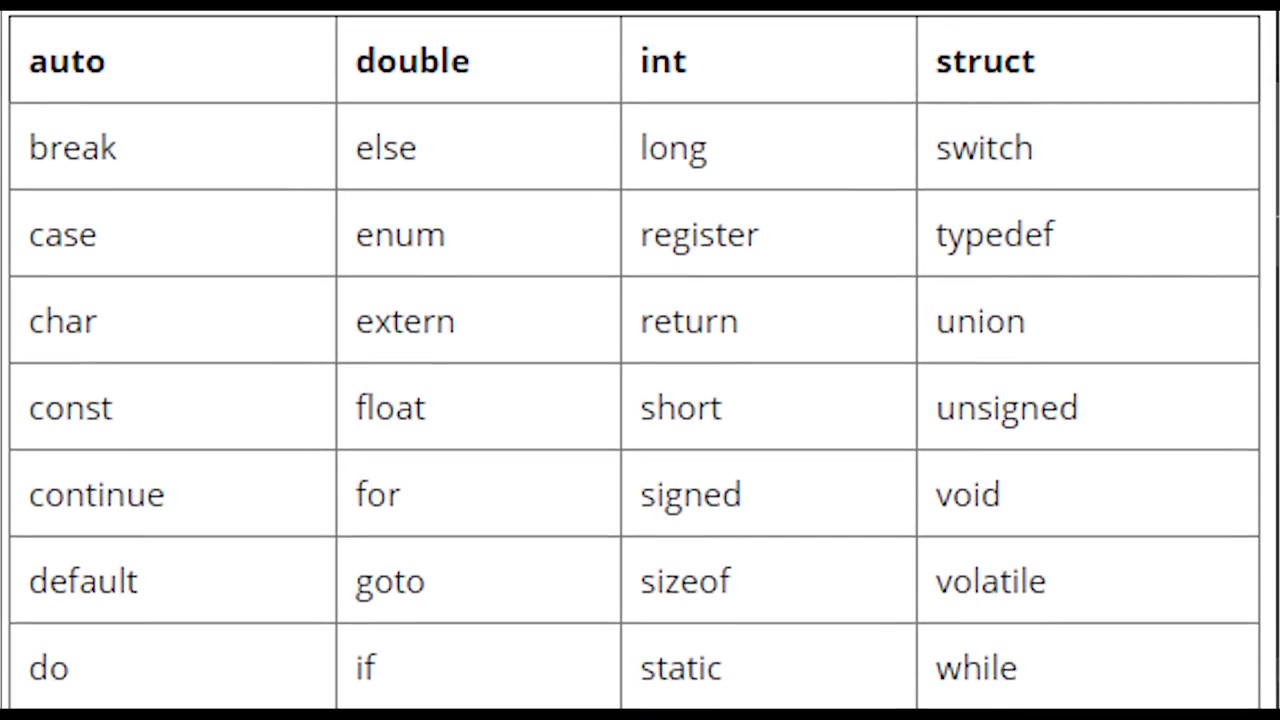 auto double int struct
break else long switch
case enum register typedef
char extern return union
const float short unsigned
continue for signed void
default goto sizeof volatile
do if static while